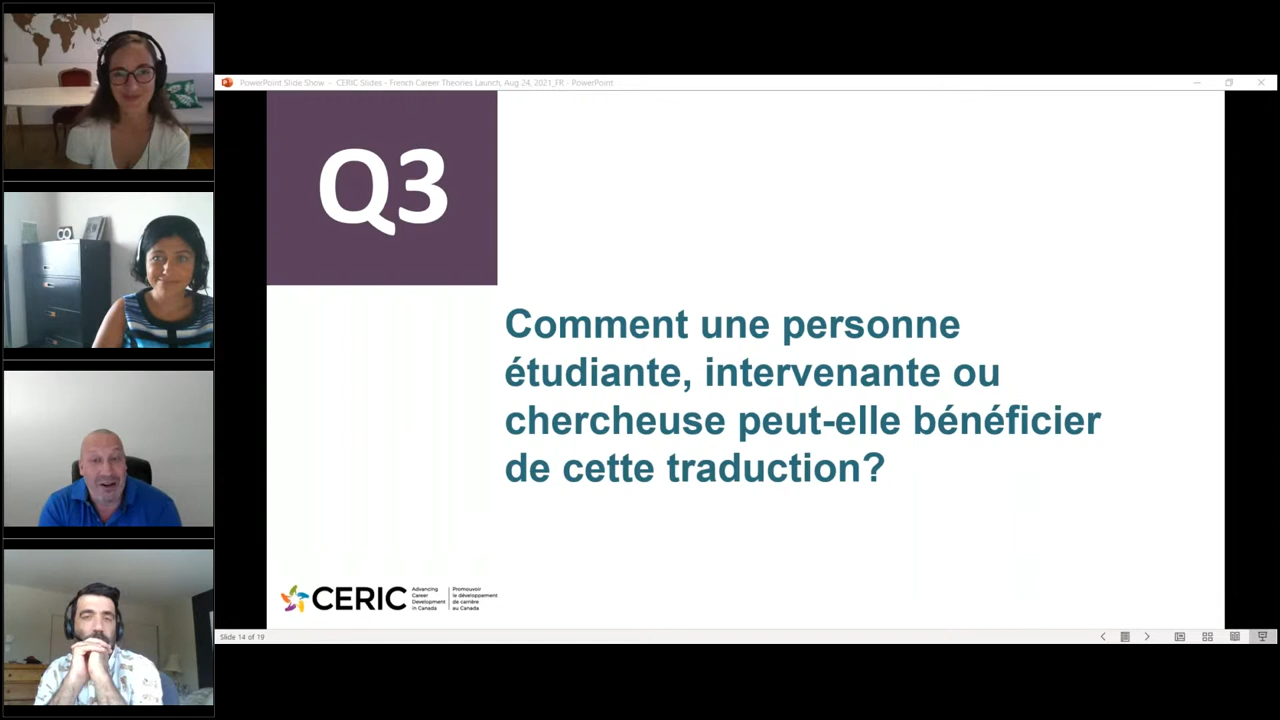 PowerPoint Slide Show - CERIC Slides - French Career Theories Launch, Aug 24, 2021_FR - PowerPoint
Q3
Comment une personne
étudiante, intervenante ou
chercheuse peut-elle bénéficier
de cette traduction?
CERIC
Advancing
Career
Development
in Canada
Promouvoir
le développement
de carrière
au Canada
Slide 14 of 19